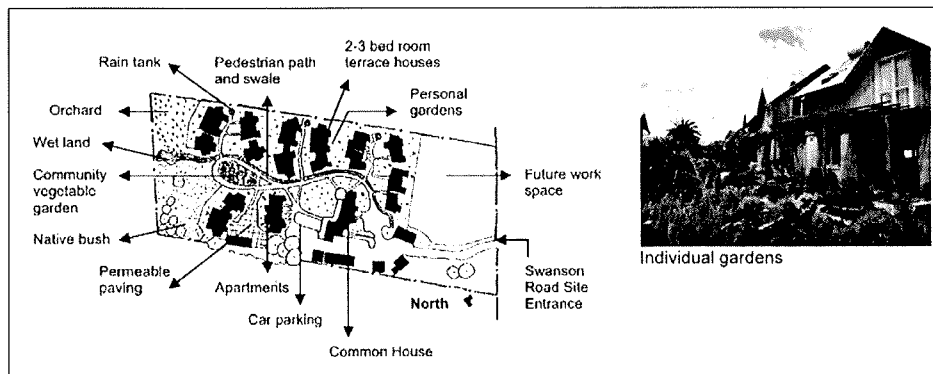 2-3 bed room
terrace houses
Rain tank
Pedestrian path
and swale
Personal
gardens
Orchard
Wet land
Community
vegetable
garden
Future work
space
Native bush
Permeable
paving
Apartments
Car parking
Common House
North
Swanson
Road Site
Entrance
Individual gardens